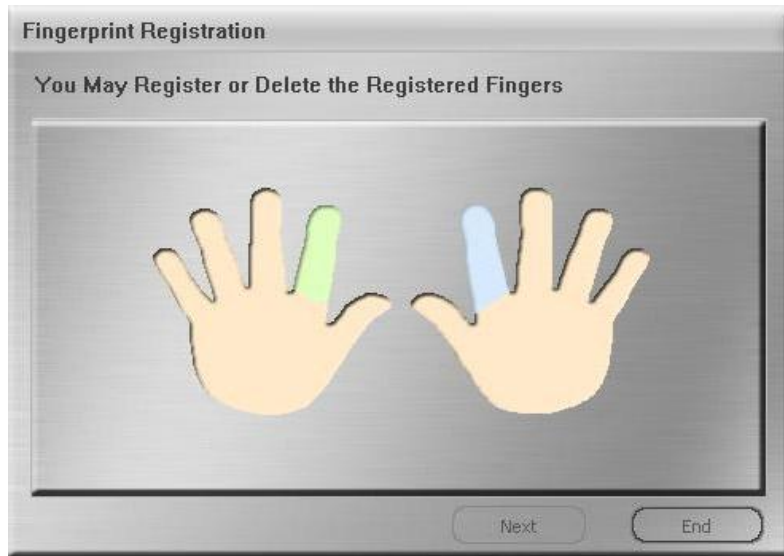 Fingerprint Registration
You May Register or Delete the Registered Fingers
Next
End